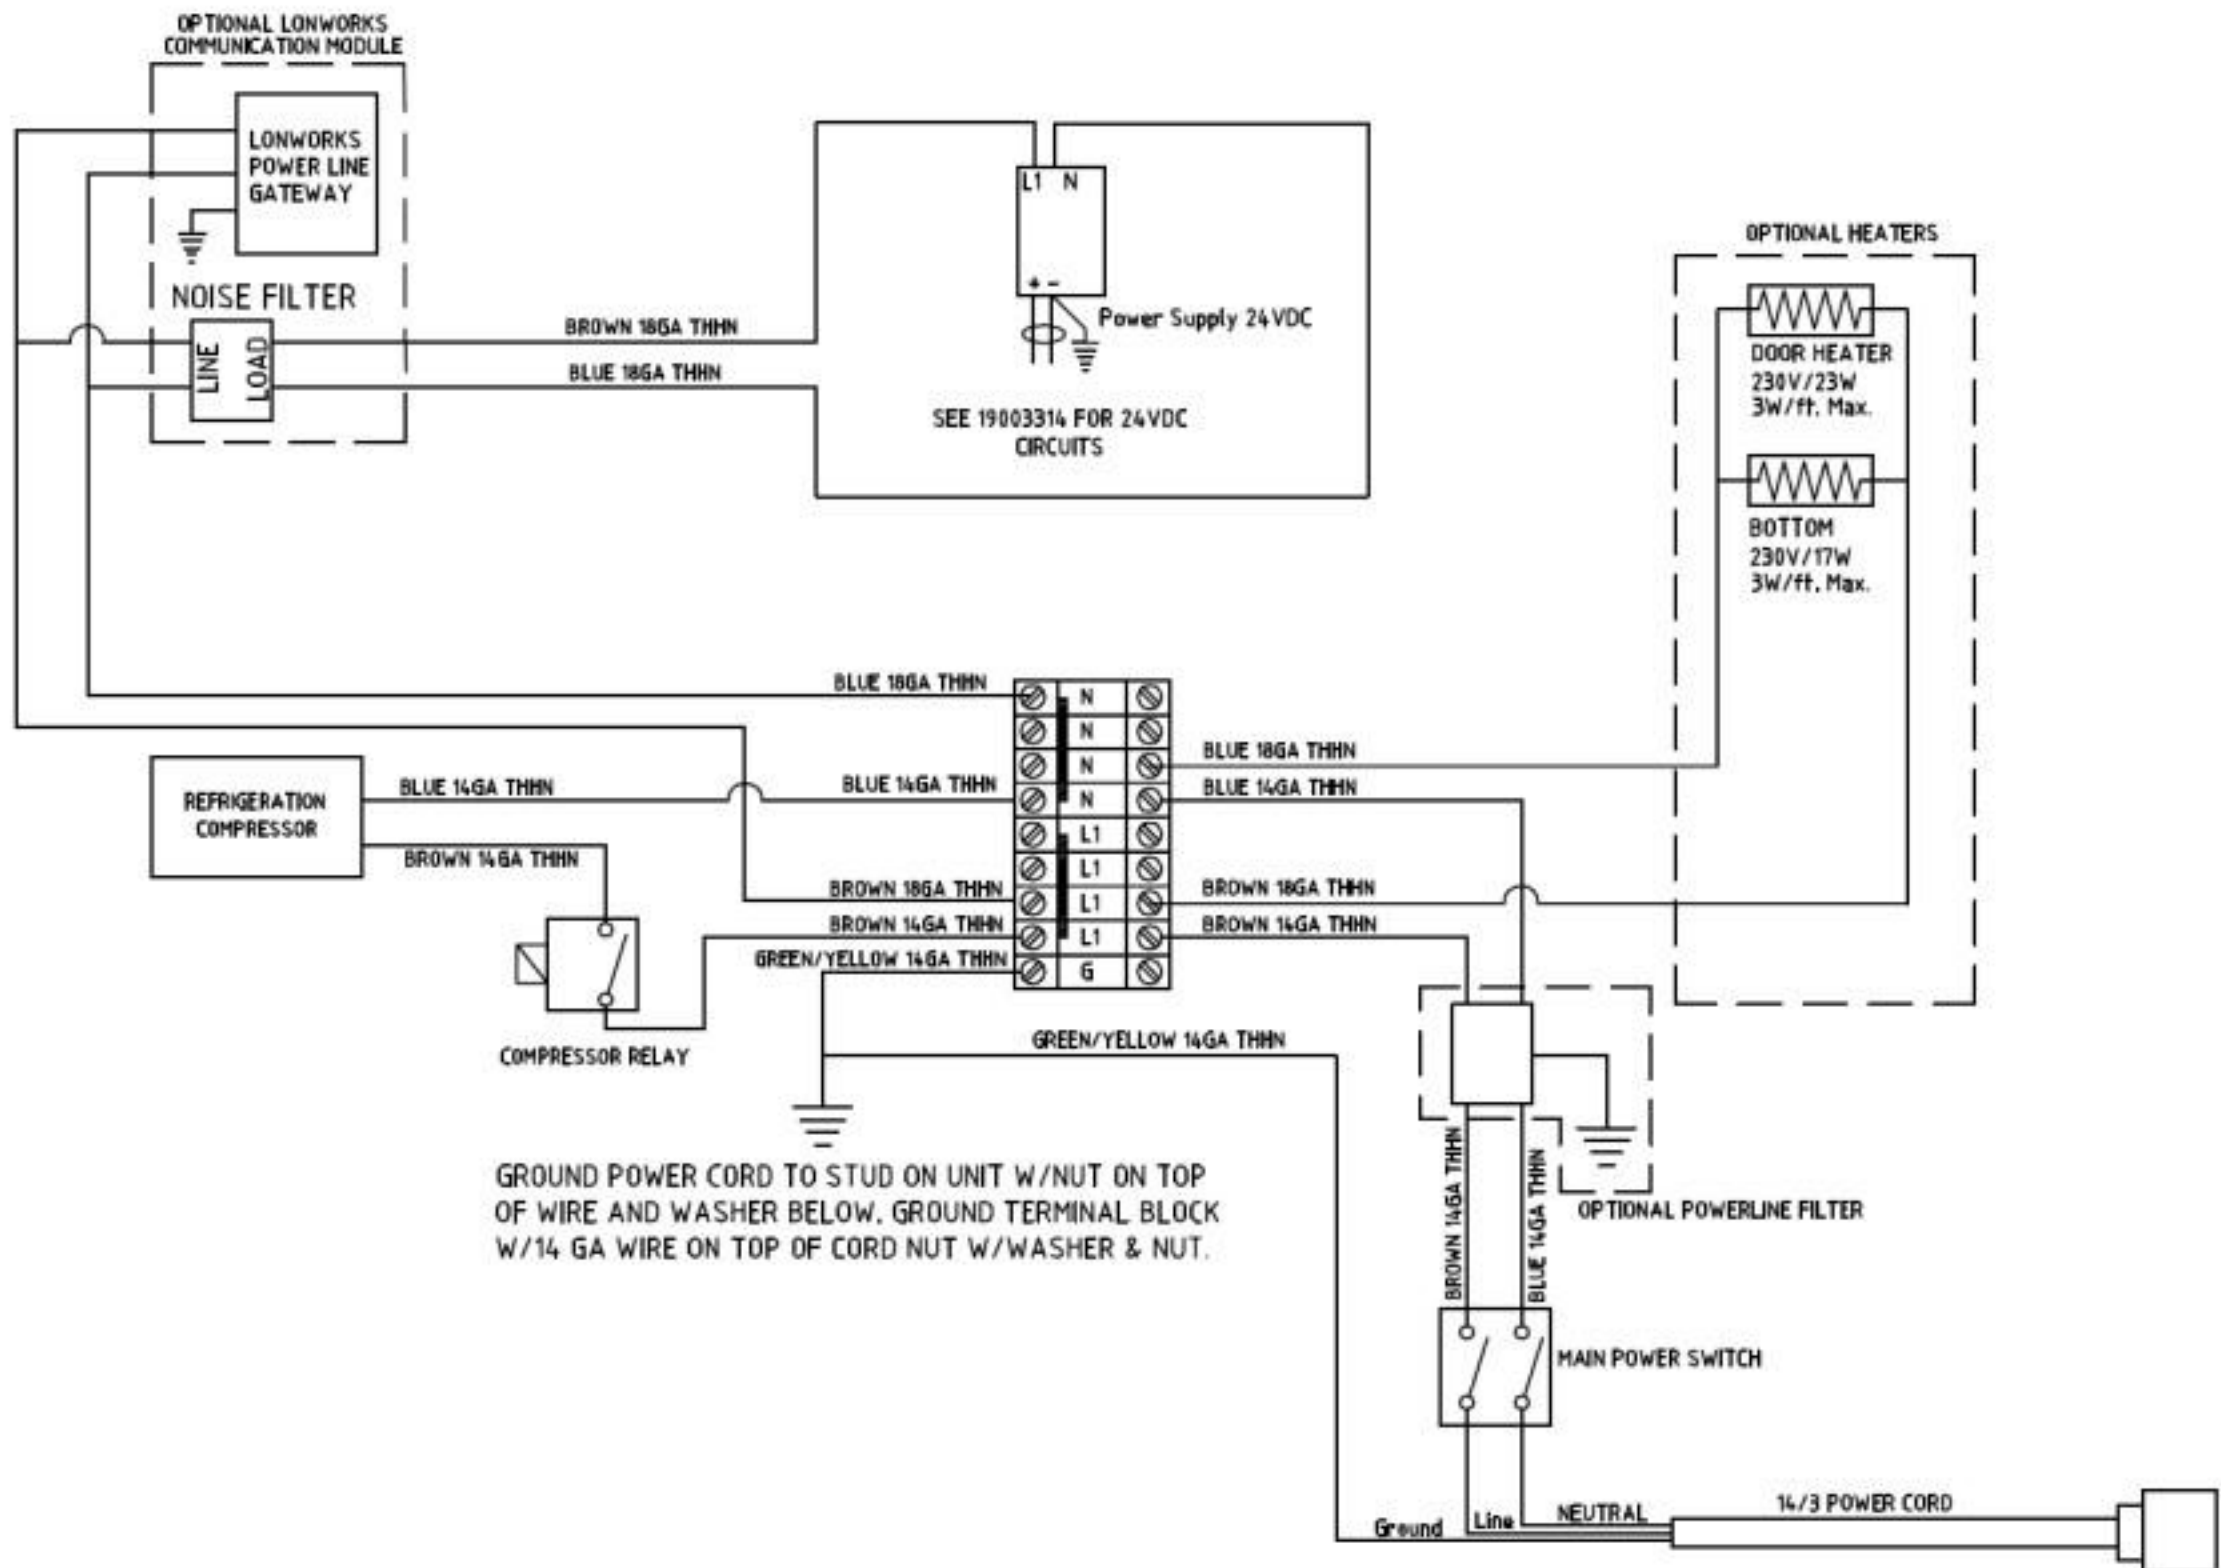 OPTIONAL LONWORKS
COMMUNICATION MODULE
LONWORKS
POWER LINE
GATEWAY
NOISE FILTER
LINE
LOAD
BROWN 18GA THHN
BLUE 18GA THHN
L1 N
+ -
Power Supply 24VDC
SEE 19003314 FOR 24VDC
CIRCUITS
OPTIONAL HEATERS
DOOR HEATER
230V/23W
3W/ft. Max.
BOTTOM
230V/17W
3W/ft. Max.
BLUE 18GA THHN
N
N
BLUE 18GA THHN
N
REFRIGERATION
COMPRESSOR
BLUE 14GA THHN
BLUE 14GA THHN
N
BLUE 14GA THHN
L1
BROWN 14GA THHN
L1
BROWN 18GA THHN
L1
BROWN 18GA THHN
BROWN 14GA THHN
L1
BROWN 14GA THHN
GREEN/YELLOW 14GA THHN
G
COMPRESSOR RELAY
GREEN/YELLOW 14GA THHN
GROUND POWER CORD TO STUD ON UNIT W/NUT ON TOP
OF WIRE AND WASHER BELOW. GROUND TERMINAL BLOCK
W/14 GA WIRE ON TOP OF CORD NUT W/WASHER & NUT.
BROWN 14GA THHN
BLUE 14GA THHN
OPTIONAL POWERLINE FILTER
MAIN POWER SWITCH
Ground
Line
NEUTRAL
14/3 POWER CORD